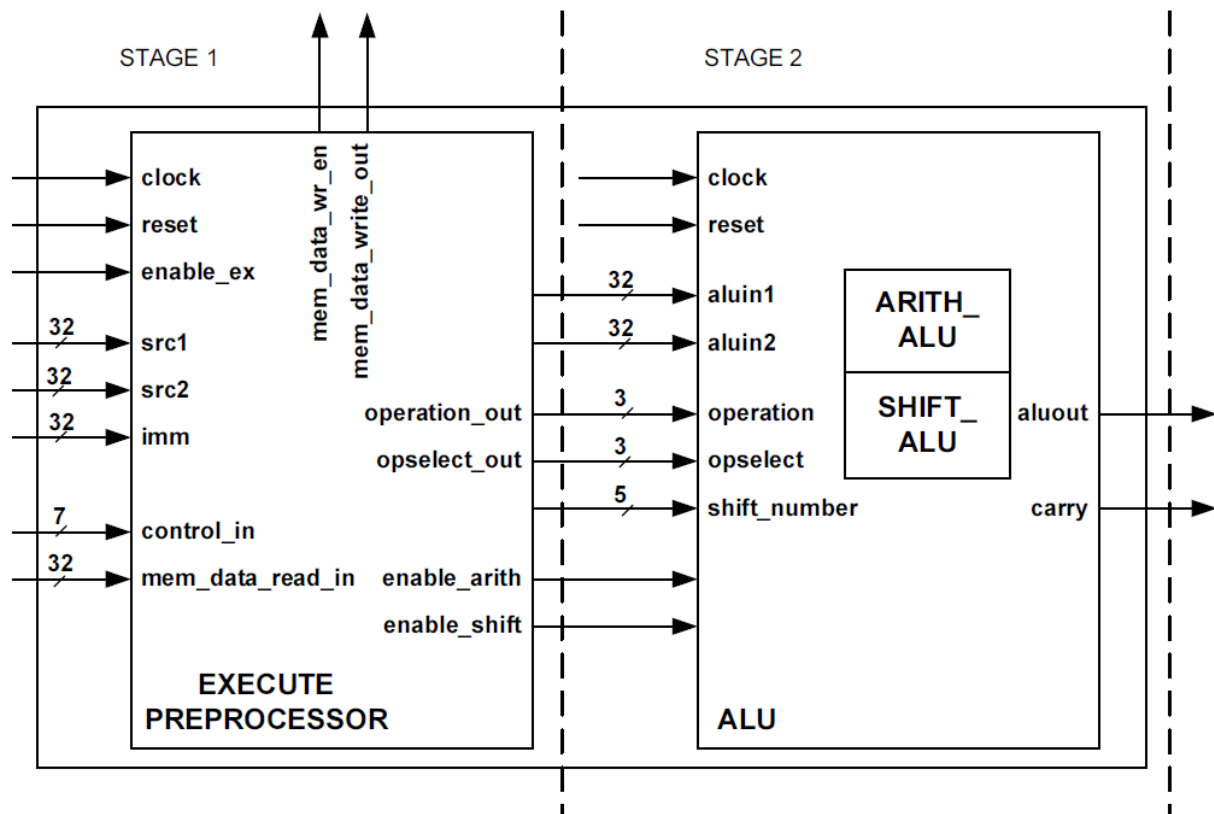 STAGE 1
STAGE 2
mem_data_wr_en
mem_data_write_out
clock
reset
enable_ex
32
src1
32
src2
32
imm
7
control_in
32
mem_data_read_in
operation_out
opselect_out
enable_arith
enable_shift
EXECUTE
PREPROCESSOR
32
32
3
3
5
clock
reset
aluin1
aluin2
operation
opselect
shift_number
ARITH_
ALU
SHIFT_
ALU
aluout
carry
ALU